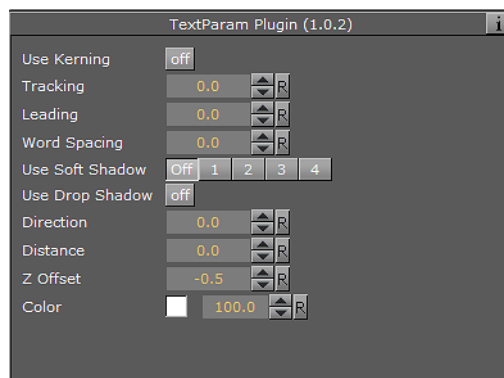 TextParam Plugin (1.0.2) i
Use Kerning off
Tracking 0.0 R
Leading 0.0 R
Word Spacing 0.0 R
Use Soft Shadow Off 1 2 3 4
Use Drop Shadow off
Direction 0.0 R
Distance 0.0 R
Z Offset -0.5 R
Color 100.0 R